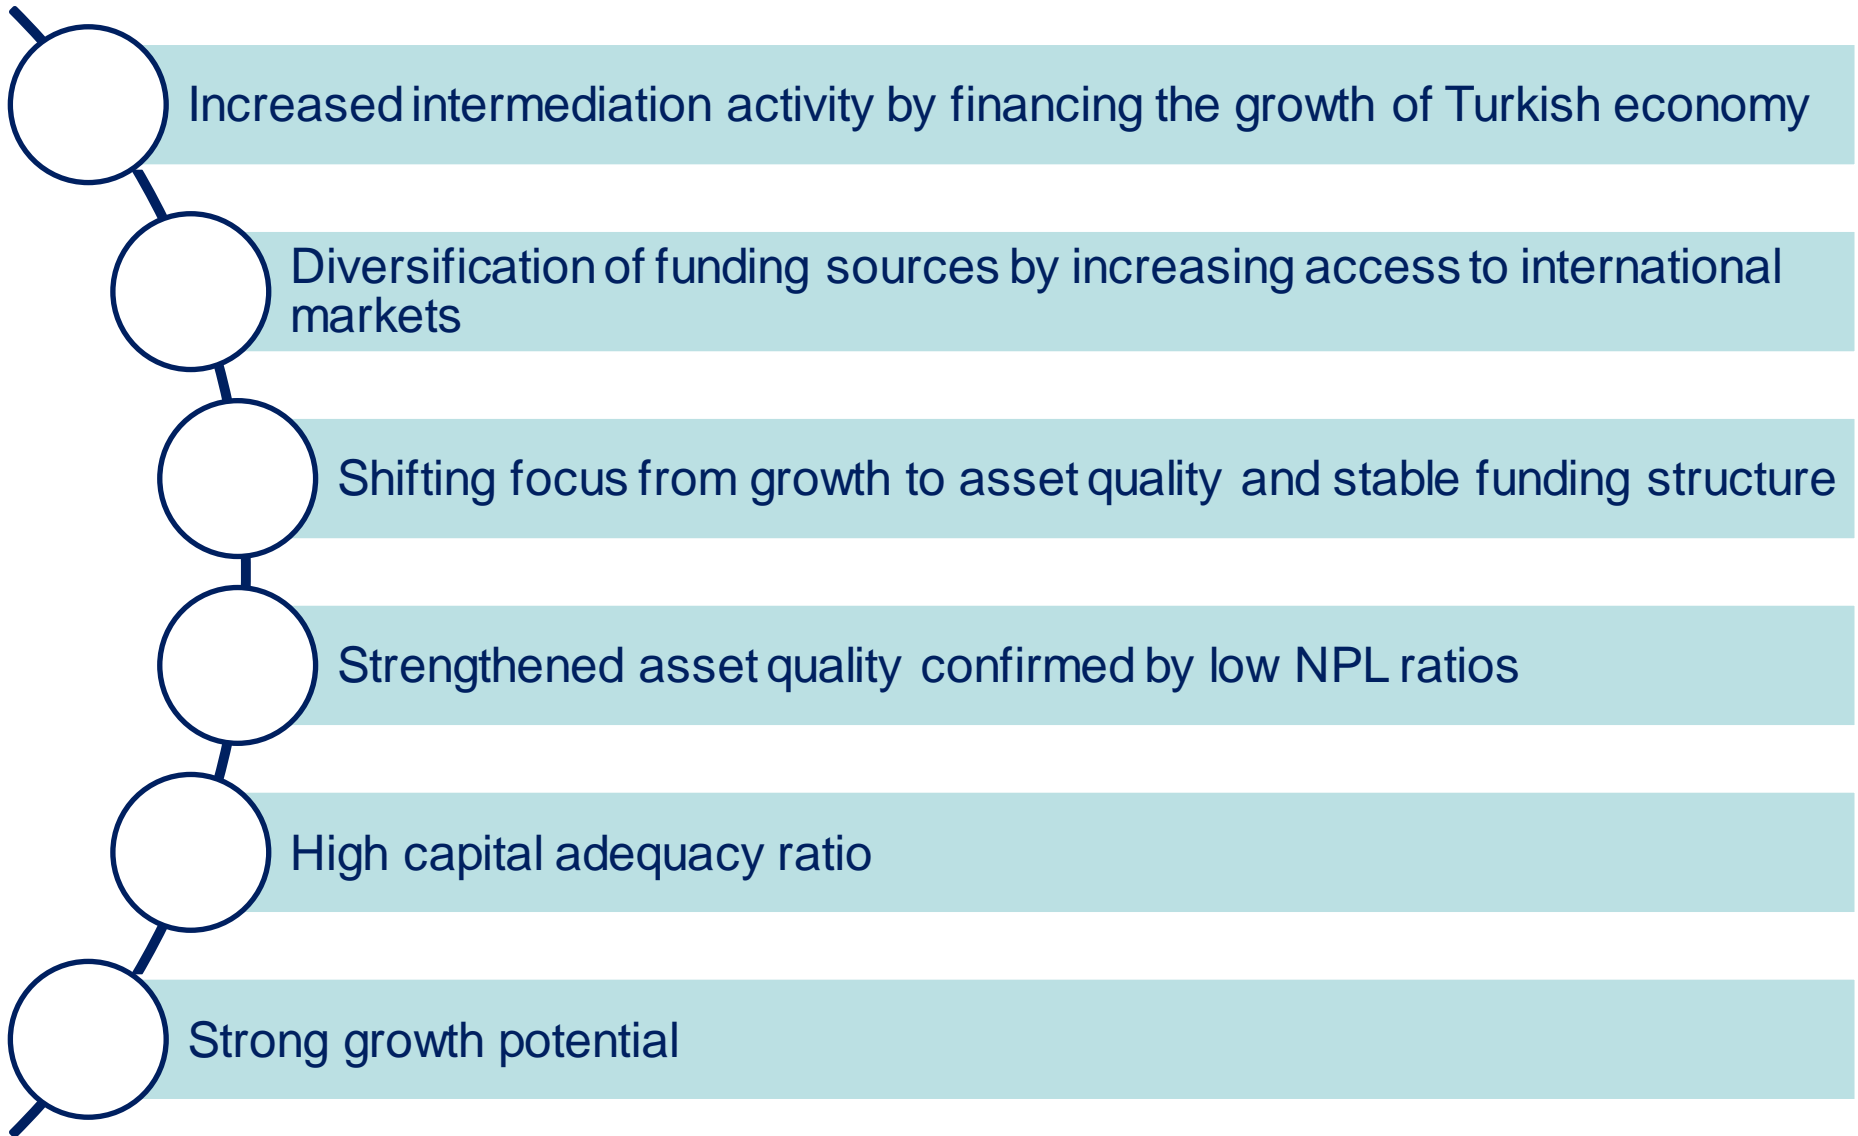 Increased intermediation activity by financing the growth of Turkish economy
Diversification of funding sources by increasing access to international
markets
Shifting focus from growth to asset quality and stable funding structure
Strengthened asset quality confirmed by low NPL ratios
High capital adequacy ratio
Strong growth potential